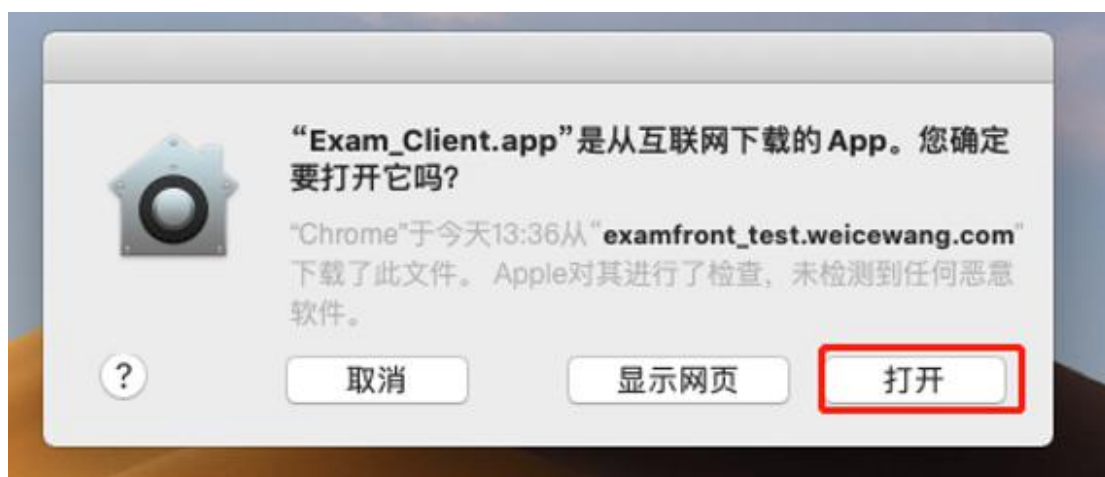 “Exam_Client.app”是从互联网下载的 App。您确定
要打开它吗?
“Chrome”于今天13:36从“examfront_test.weicewang.com”
下载了此文件。 Apple对其进行了检查，未检测到任何恶意
软件。
? 取消 显示网页 打开